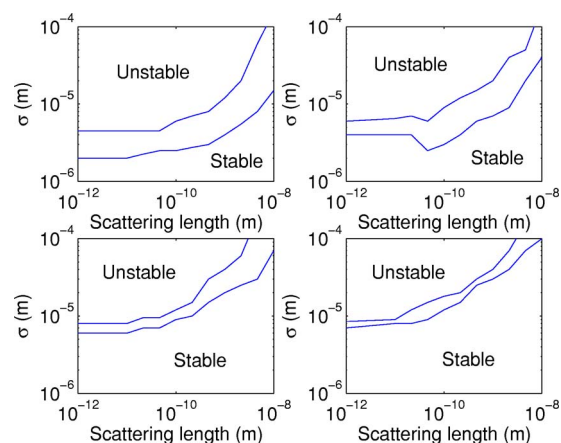 10⁻⁴
10⁻⁵
10⁻⁶
σ (m)
Unstable
Stable
10⁻¹² 10⁻¹⁰ 10⁻⁸
Scattering length (m)
10⁻⁴
10⁻⁵
10⁻⁶
σ (m)
Unstable
Stable
10⁻¹² 10⁻¹⁰ 10⁻⁸
Scattering length (m)
10⁻⁴
10⁻⁵
10⁻⁶
σ (m)
Unstable
Stable
10⁻¹² 10⁻¹⁰ 10⁻⁸
Scattering length (m)
10⁻⁴
10⁻⁵
10⁻⁶
σ (m)
Unstable
Stable
10⁻¹² 10⁻¹⁰ 10⁻⁸
Scattering length (m)